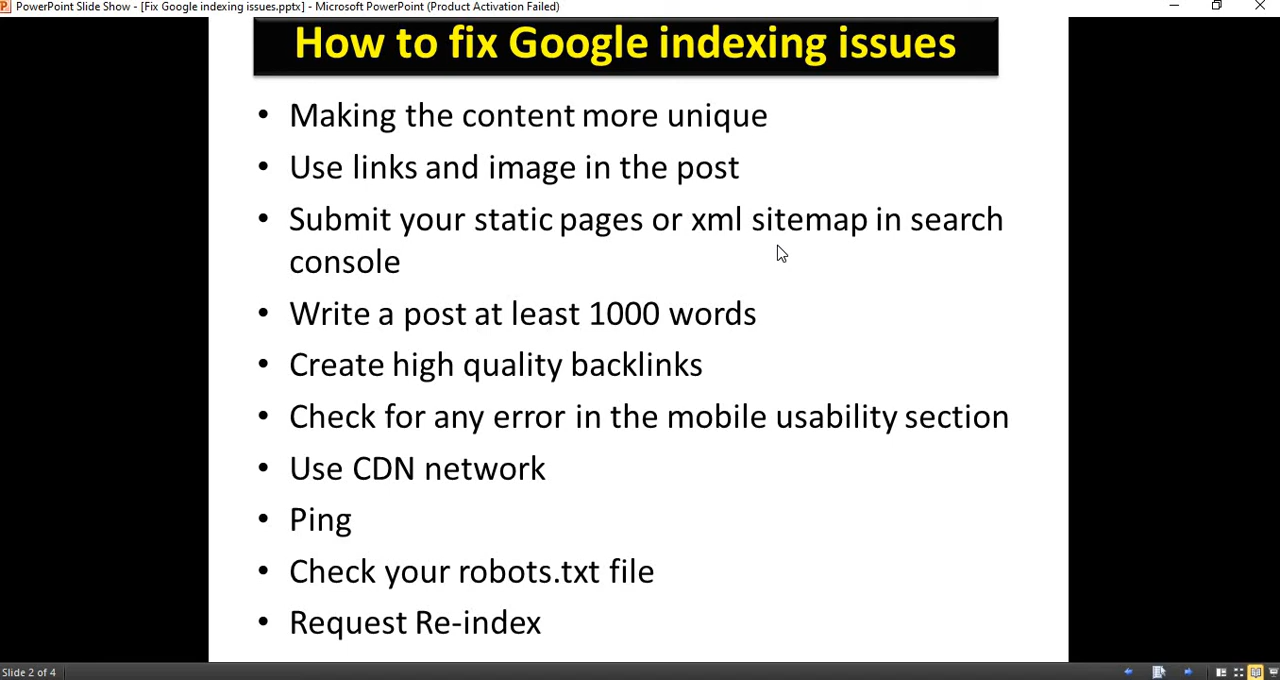 PowerPoint Slide Show - [Fix Google indexing issues.pptx] - Microsoft PowerPoint (Product Activation Failed)
How to fix Google indexing issues
• Making the content more unique
• Use links and image in the post
• Submit your static pages or xml sitemap in search
console
• Write a post at least 1000 words
• Create high quality backlinks
• Check for any error in the mobile usability section
• Use CDN network
• Ping
• Check your robots.txt file
• Request Re-index
Slide 2 of 4